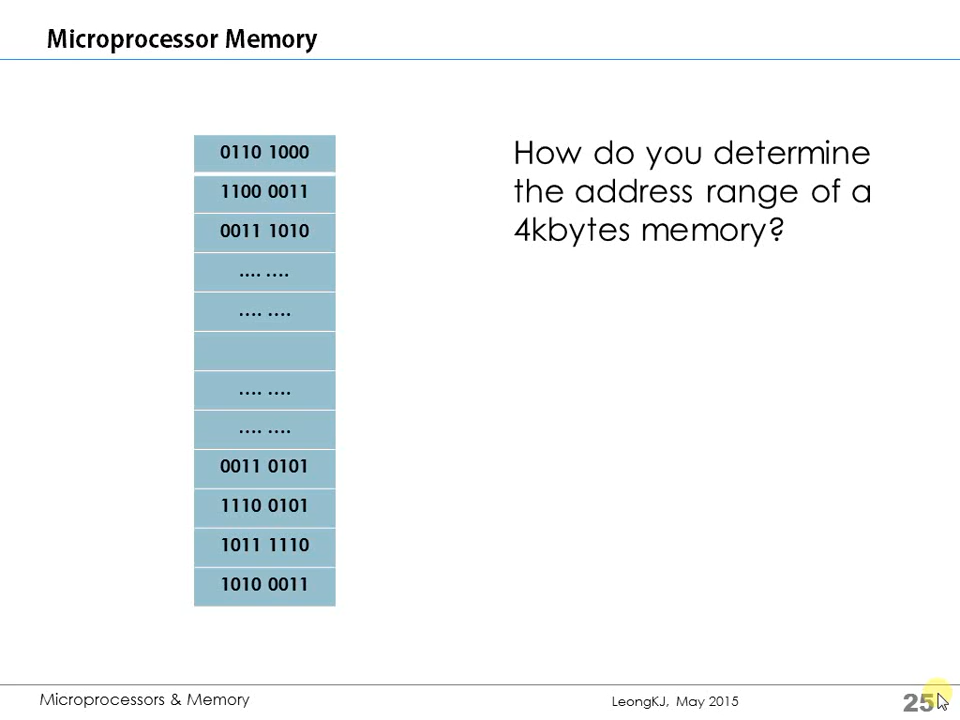 Microprocessor Memory
0110 1000
1100 0011
0011 1010
.... ....
.... ....
.... ....
.... ....
0011 0101
1110 0101
1011 1110
1010 0011
How do you determine
the address range of a
4kbytes memory?
Microprocessors & Memory
LeongKJ, May 2015
25